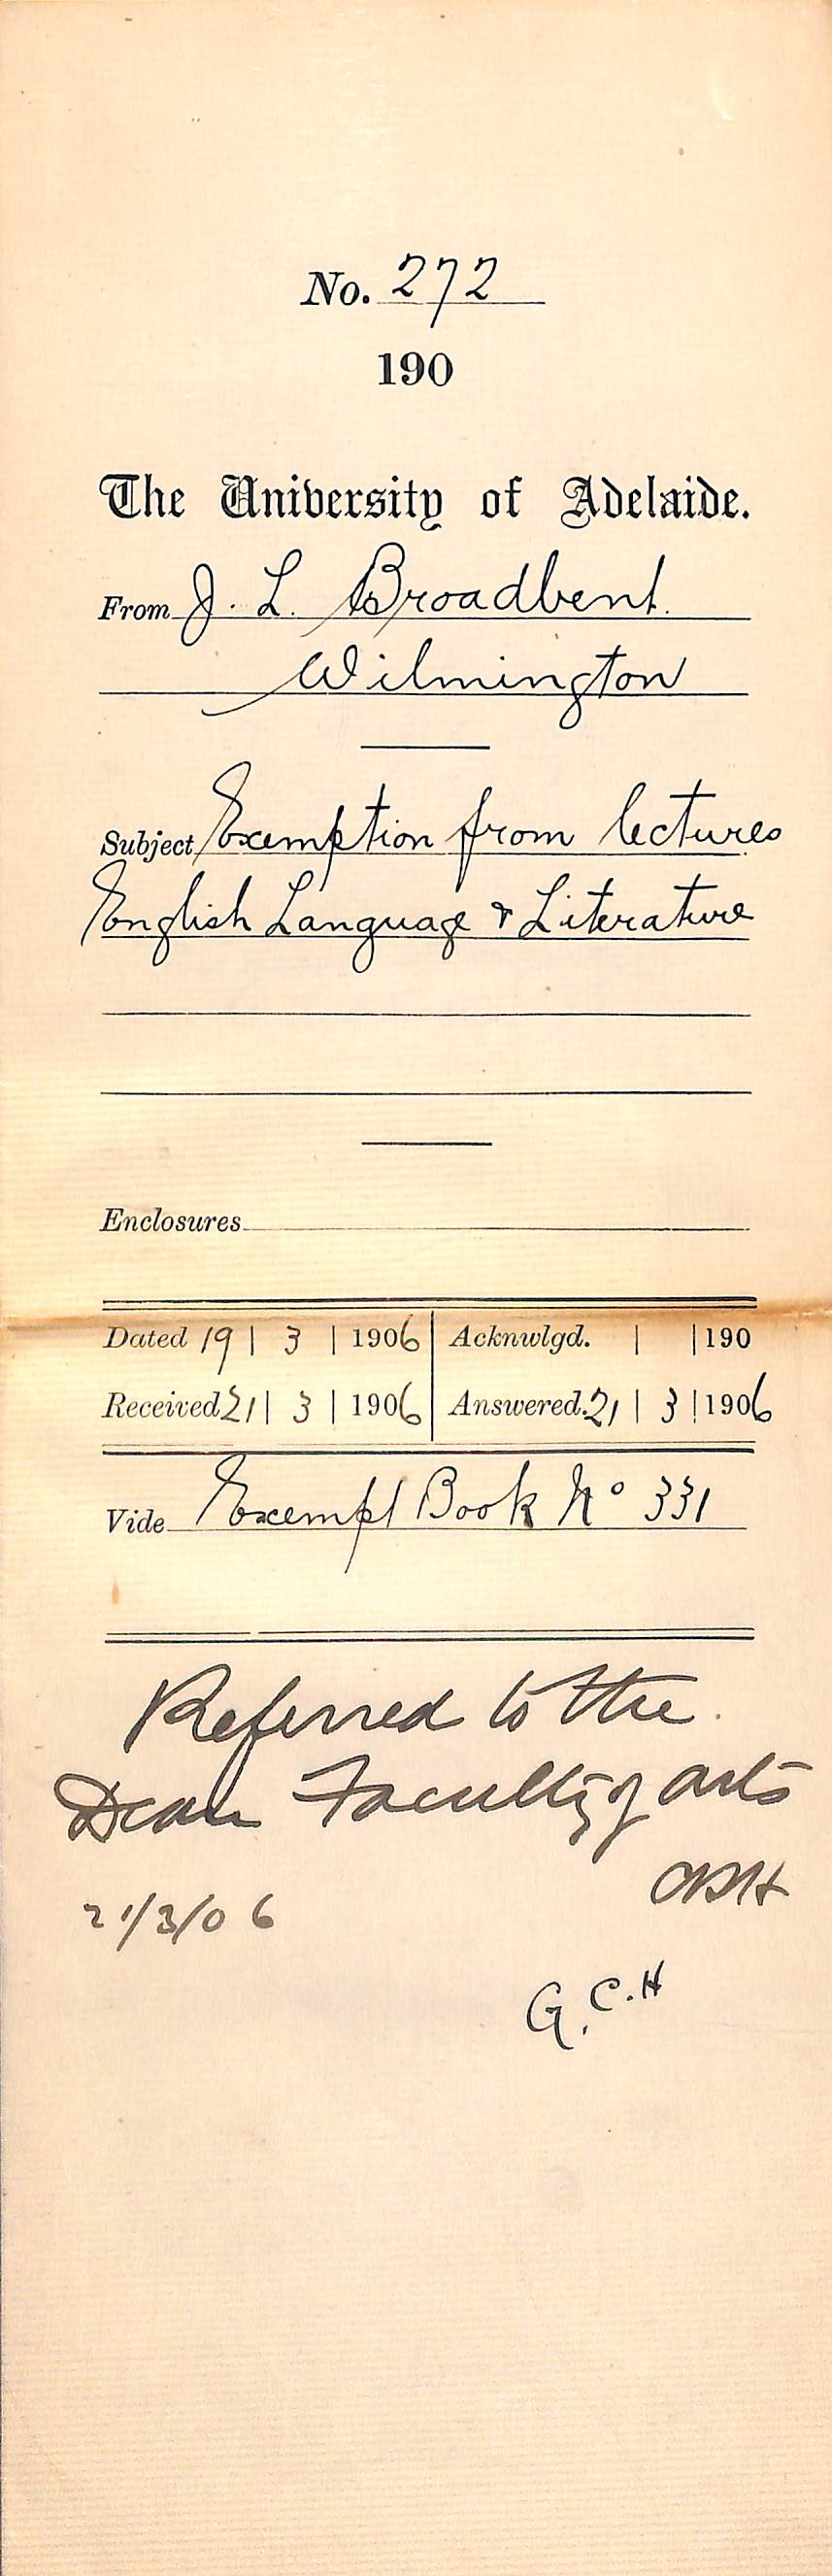 No. 272
190
The University of Adelaide.
From J. L. Broadbent.
Wilmington
Subject Exemption from lectures
English Language & Literature
Enclosures
Dated 19 | 3 | 1906 | Acknwlgd. | | 190
Received 21 | 3 | 1906 | Answered. 21 | 3 | 1906
Vide Exempt Book No 331
Referred to the
Dean Faculty of Arts
21/3/06
G.C.H